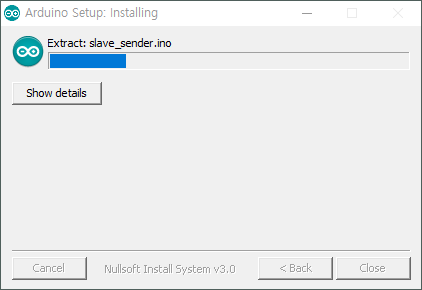 Arduino Setup: Installing
Extract: slave_sender.ino
Show details
Cancel
Nullsoft Install System v3.0
< Back
Close